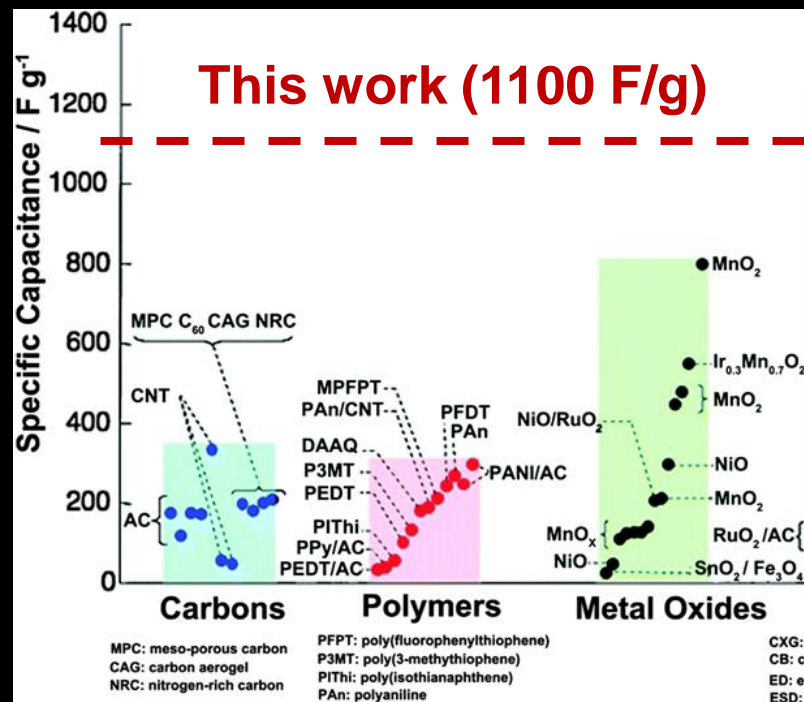 1400
1200
1000
800
600
400
200
0
Specific Capacitance / F g⁻¹
This work (1100 F/g)
MPC C₆₀ CAG NRC
CNT
AC
Carbons
MPFPT
PAn/CNT
DAAQ
P3MT
PEDT
PIThi
PPy/AC
PEDT/AC
PFDT
PAn
PANI/AC
Polymers
MnO₂
Ir₀.₃Mn₀.₇O₂
MnO₂
NiO/RuO₂
NiO
MnO₂
MnOₓ
RuO₂/AC
NiO
SnO₂ / Fe₃O₄
Metal Oxides
MPC: meso-porous carbon
CAG: carbon aerogel
NRC: nitrogen-rich carbon
PFPT: poly(fluorophenylthiophene)
P3MT: poly(3-methythiophene)
PIThi: poly(isothianaphthene)
PAn: polyaniline
CXG:
CB: c
ED: e
ESD: